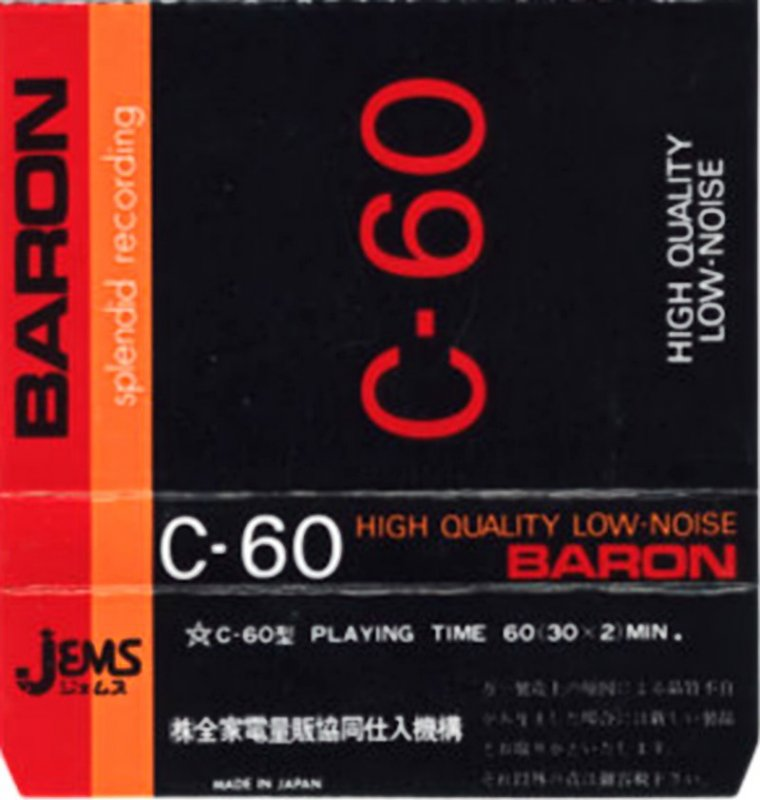 BARON
splendid recording
C-60
HIGH QUALITY
LOW-NOISE
C-60
HIGH QUALITY LOW-NOISE
BARON
☆C-60型 PLAYING TIME 60(30×2)MIN.
JEMS
ジェムス
株全家電量販協同仕入機構
MADE IN JAPAN